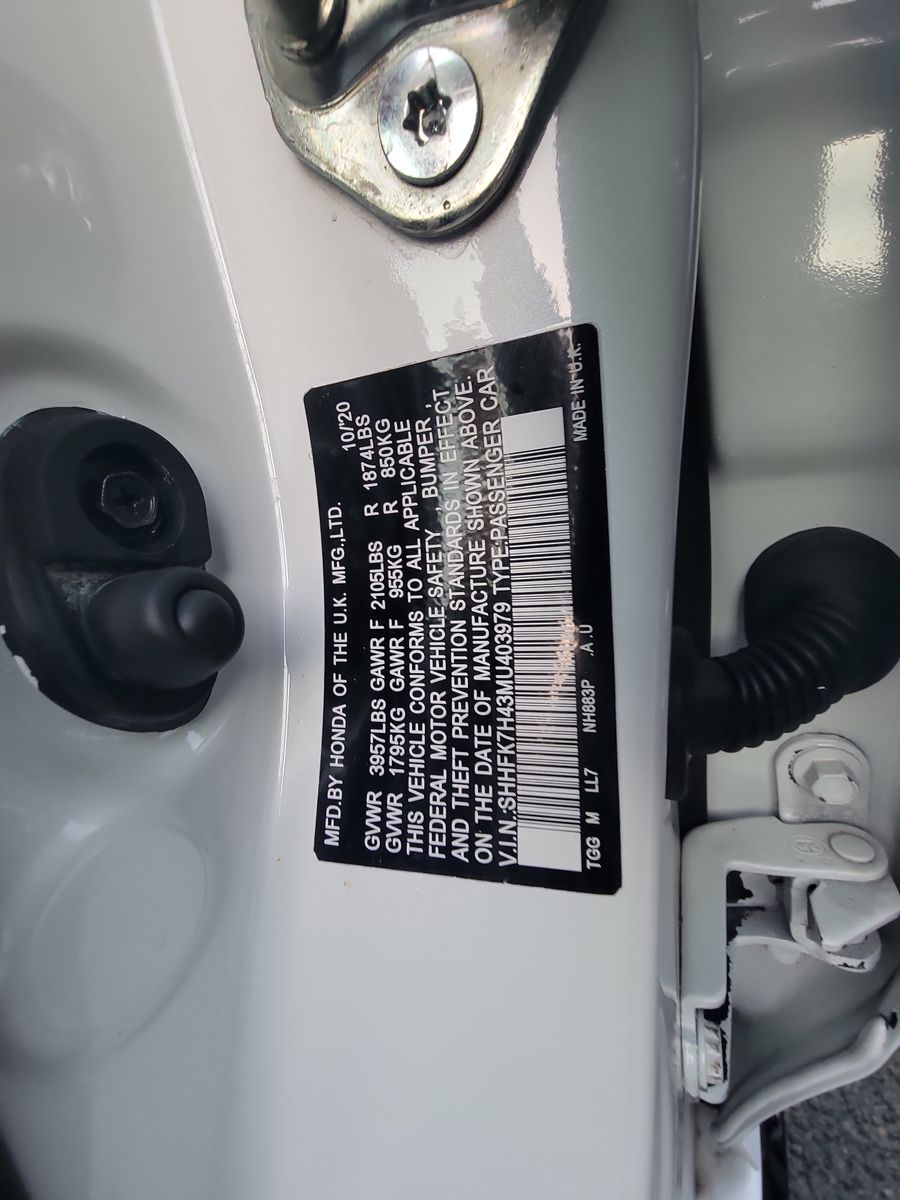 MFD.BY HONDA OF THE U.K. MFG.,LTD. 10/'20
GVWR 3957LBS GAWR F 2105LBS R 1874LBS
GVWR 1795KG GAWR F 955KG R 850KG
THIS VEHICLE CONFORMS TO ALL APPLICABLE
FEDERAL MOTOR VEHICLE SAFETY , BUMPER ,
AND THEFT PREVENTION STANDARDS IN EFFECT
ON THE DATE OF MANUFACTURE SHOWN ABOVE.
V.I.N.:SHHFK7H43MU403979 TYPE:PASSENGER CAR
TGG M LL7 NH883P .A.U MADE IN U.K.